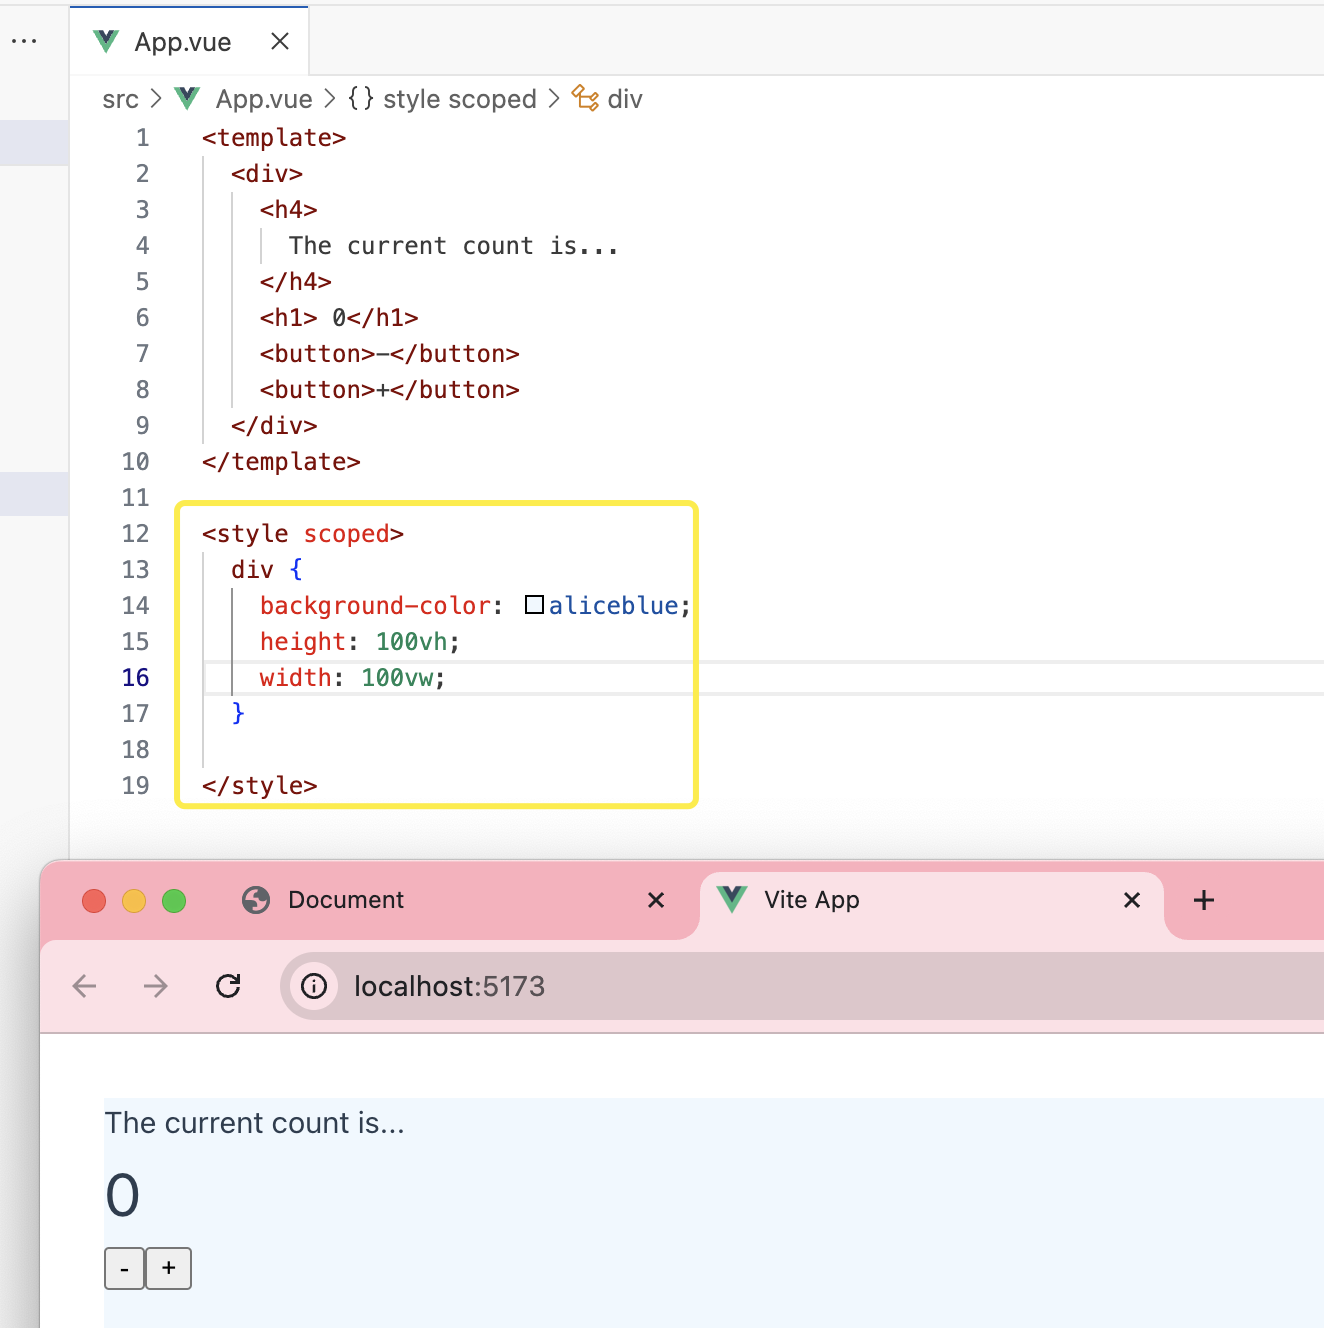 ... App.vue ×
src > App.vue > {} style scoped > div
1 <template>
2 <div>
3 <h4>
4 The current count is...
5 </h4>
6 <h1> 0</h1>
7 <button>-</button>
8 <button>+</button>
9 </div>
10 </template>
11
12 <style scoped>
13 div {
14 background-color: aliceblue;
15 height: 100vh;
16 width: 100vw;
17 }
18
19 </style>
Document × Vite App × +
localhost:5173
The current count is...
0
- +